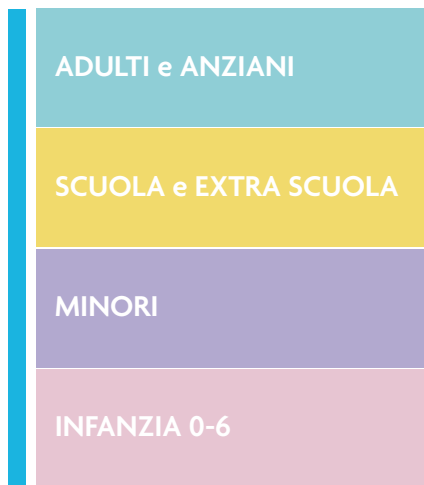 ADULTI e ANZIANI
SCUOLA e EXTRA SCUOLA
MINORI
INFANZIA 0-6